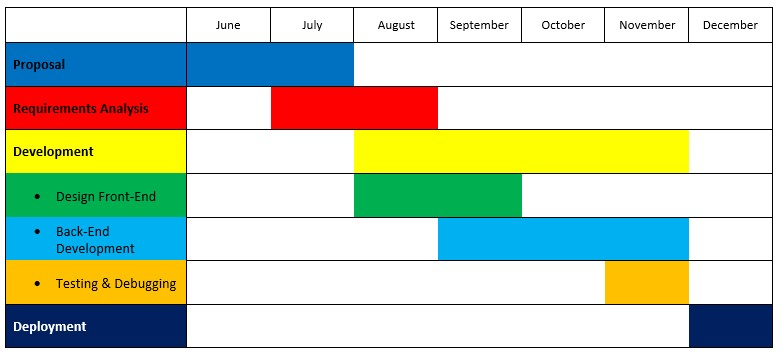 June July August September October November December
Proposal
Requirements Analysis
Development
• Design Front-End
• Back-End
Development
• Testing & Debugging
Deployment